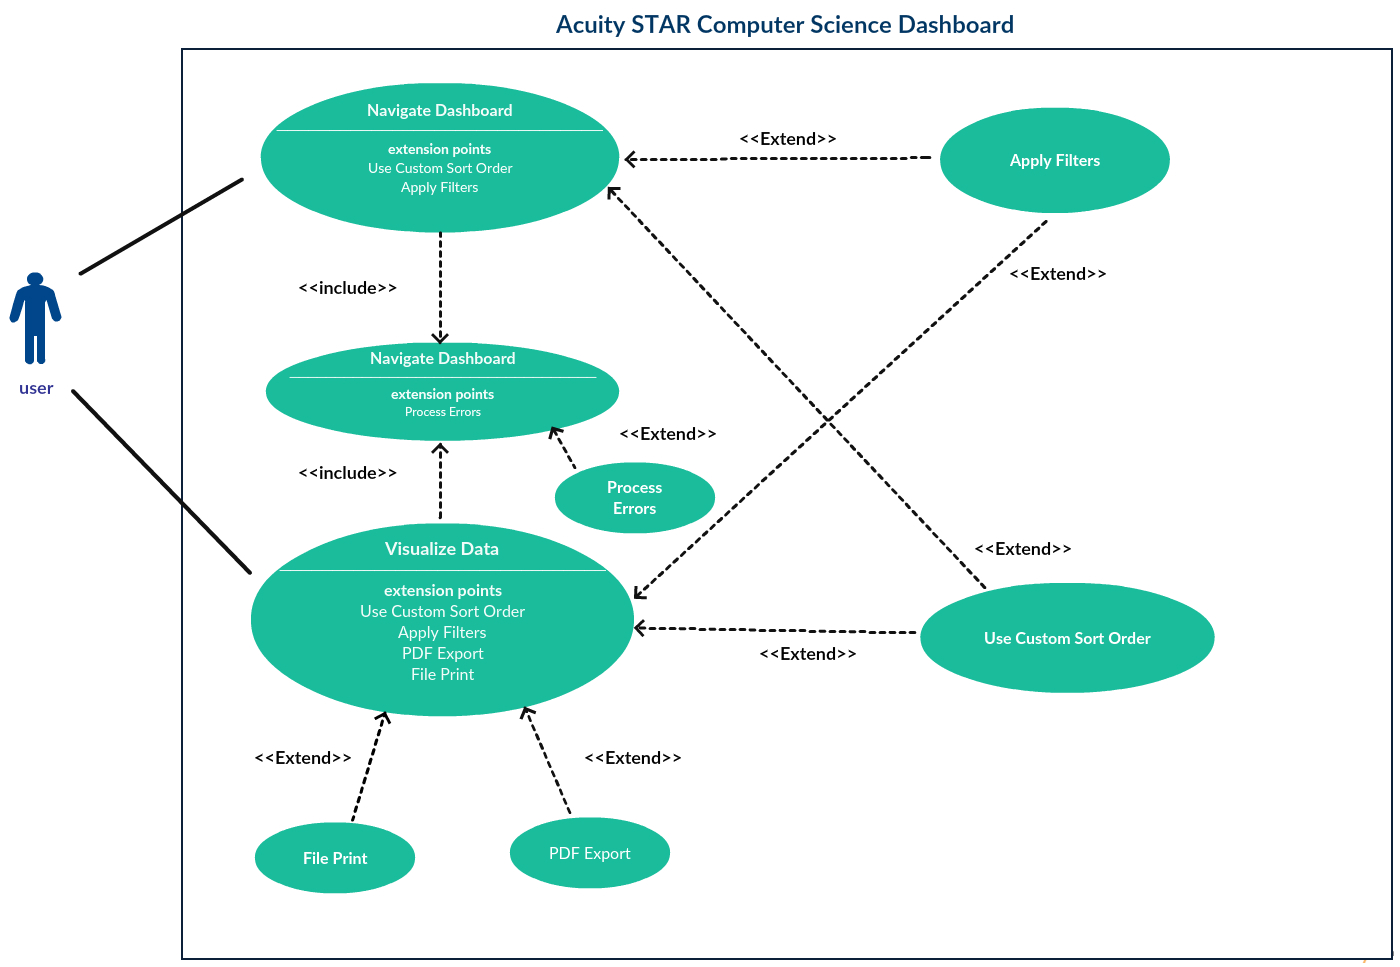 Acuity STAR Computer Science Dashboard
Navigate Dashboard
extension points
Use Custom Sort Order
Apply Filters
<<Extend>>
Apply Filters
<<Extend>>
user
<<include>>
Navigate Dashboard
extension points
Process Errors
<<Extend>>
Process
Errors
<<include>>
Visualize Data
extension points
Use Custom Sort Order
Apply Filters
PDF Export
File Print
<<Extend>>
Use Custom Sort Order
<<Extend>>
<<Extend>>
<<Extend>>
File Print
PDF Export